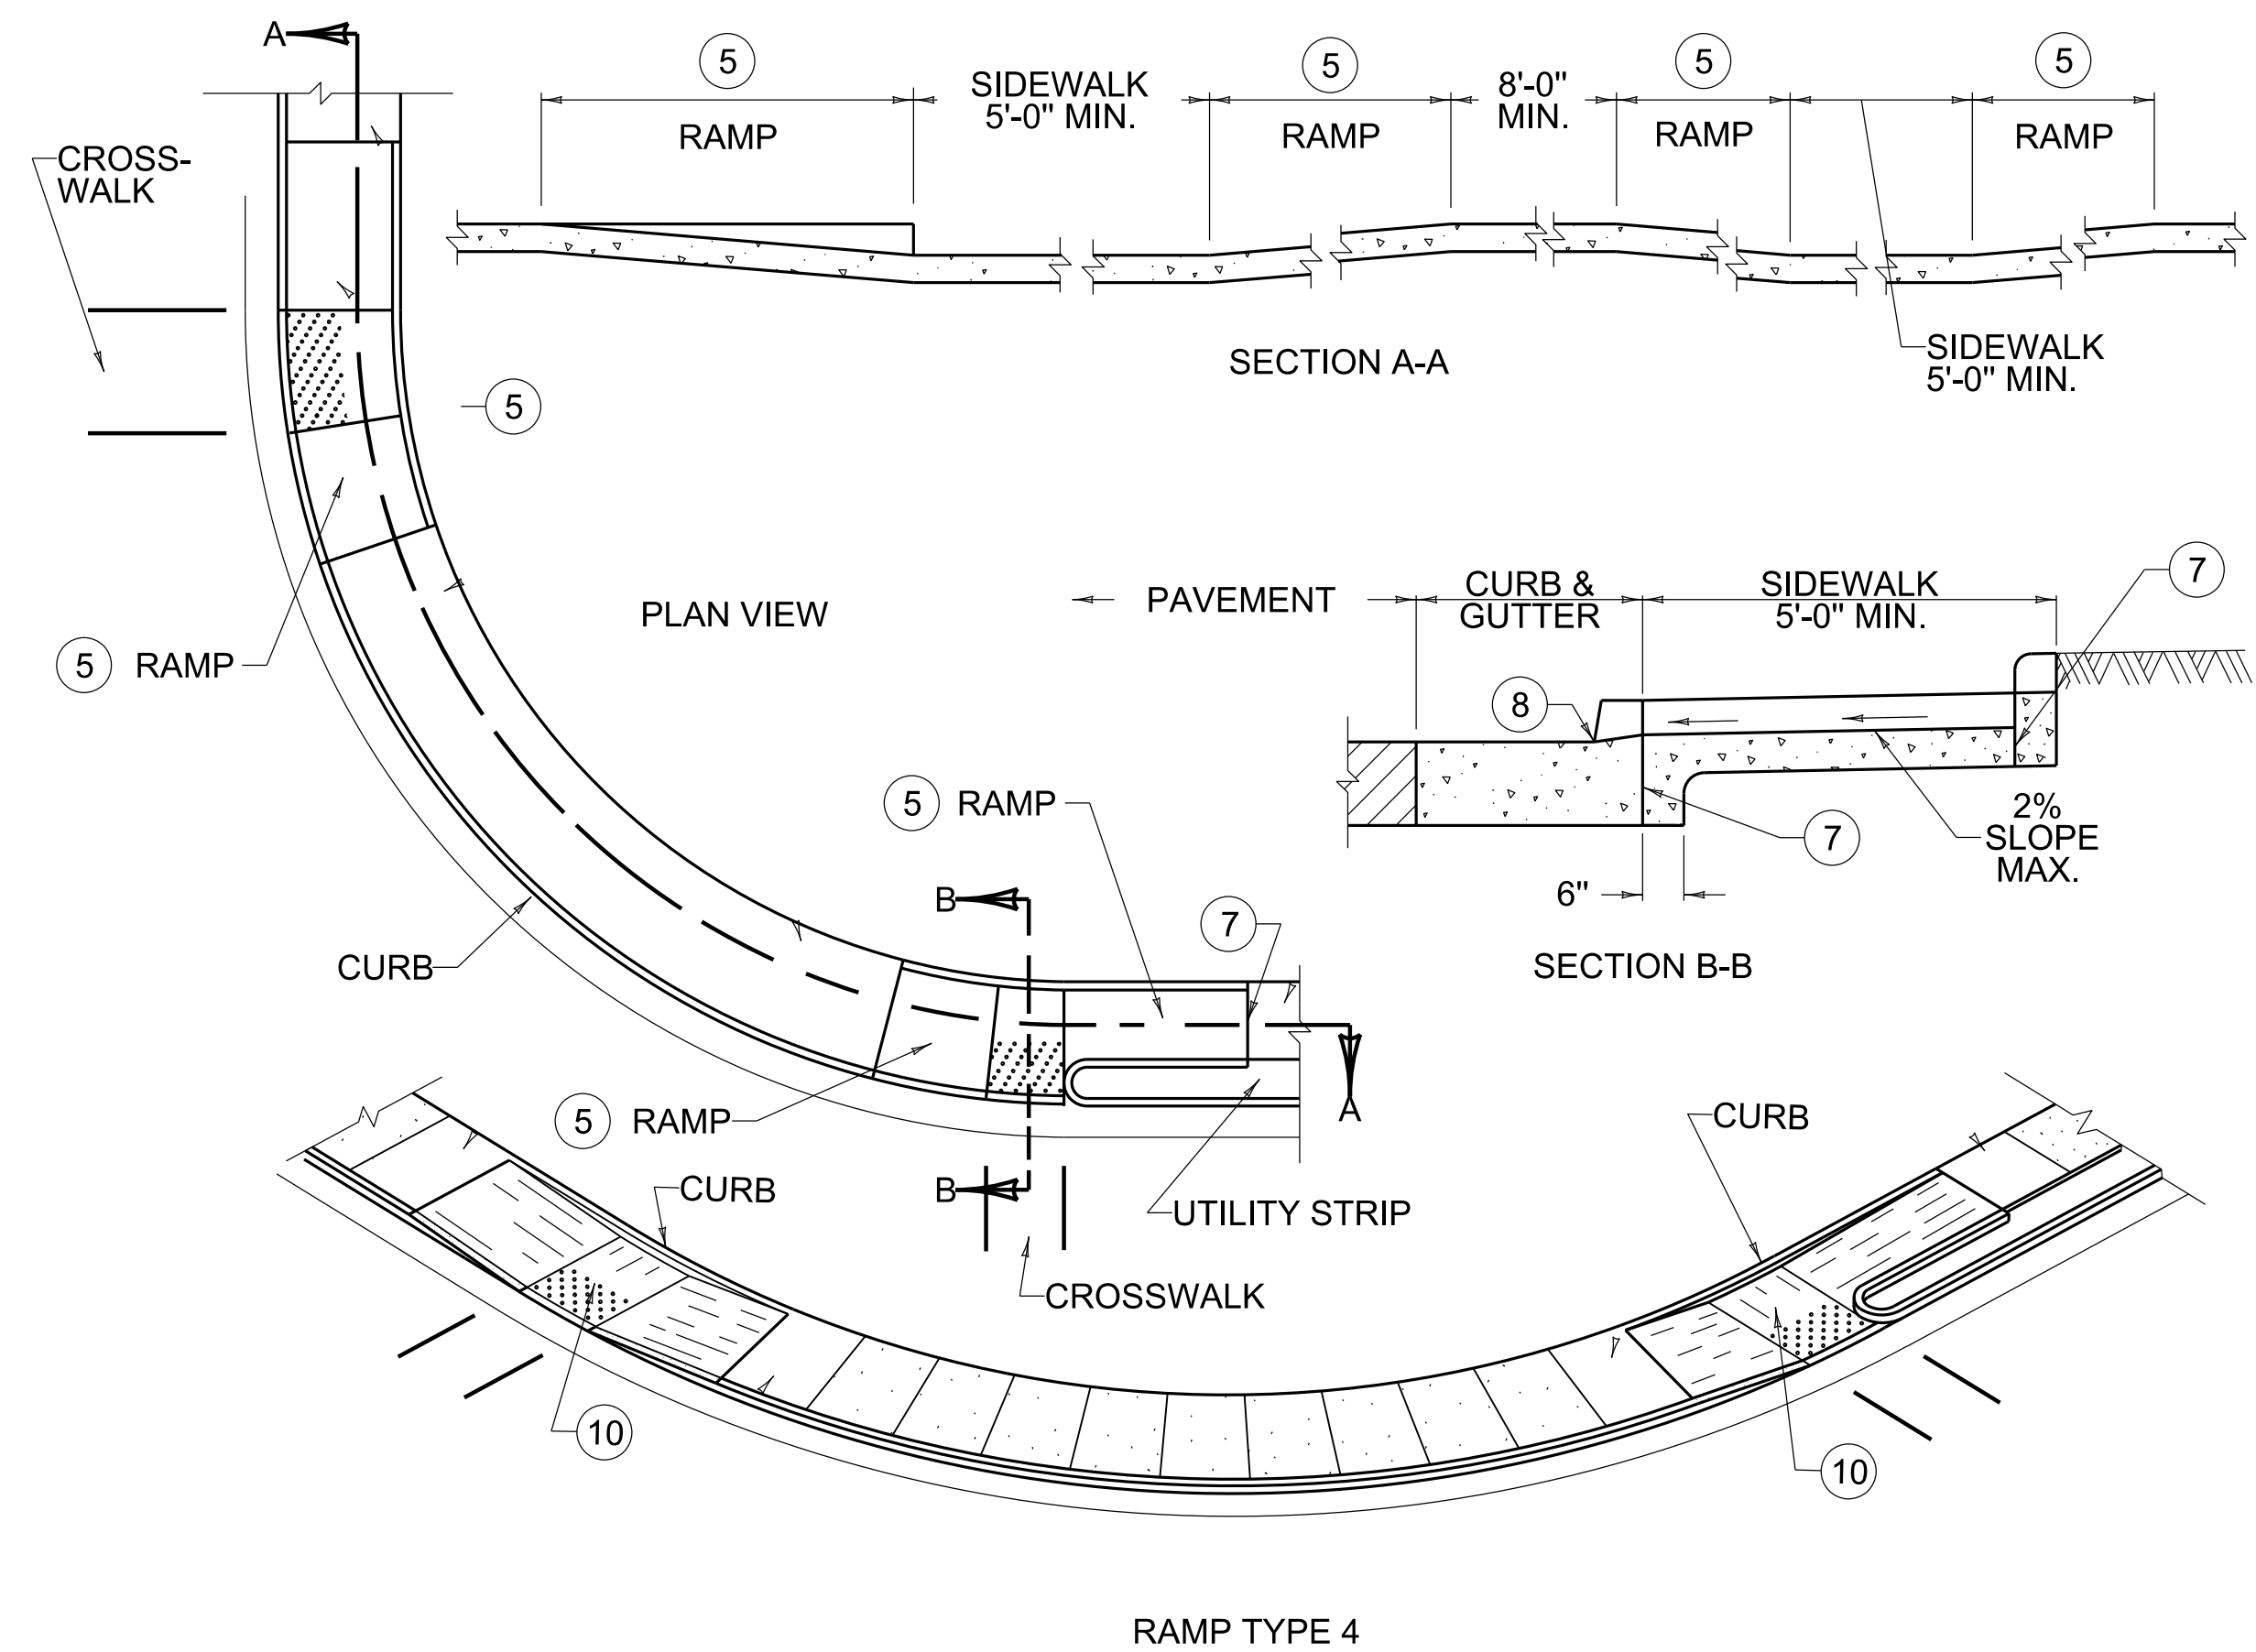 A
5
5
5
5
SIDEWALK
5'-0" MIN.
8'-0"
MIN.
RAMP
RAMP
RAMP
RAMP
CROSS-
WALK
SECTION A-A
SIDEWALK
5'-0" MIN.
5
PLAN VIEW
5 RAMP
PAVEMENT
CURB &
GUTTER
SIDEWALK
5'-0" MIN.
7
8
5 RAMP
7
2%
SLOPE
MAX.
6"
B
7
CURB
SECTION B-B
5 RAMP
A
CURB
CURB
B
UTILITY STRIP
CROSSWALK
10
10
RAMP TYPE 4